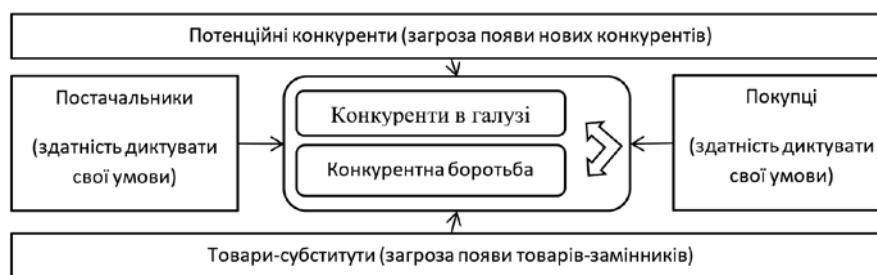 Потенційні конкуренти (загроза появи нових конкурентів)
Постачальники
(здатність диктувати
свої умови)
Конкуренти в галузі
Конкурентна боротьба
Покупці
(здатність диктувати
свої умови)
Товари-субститути (загроза появи товарів-замінників)